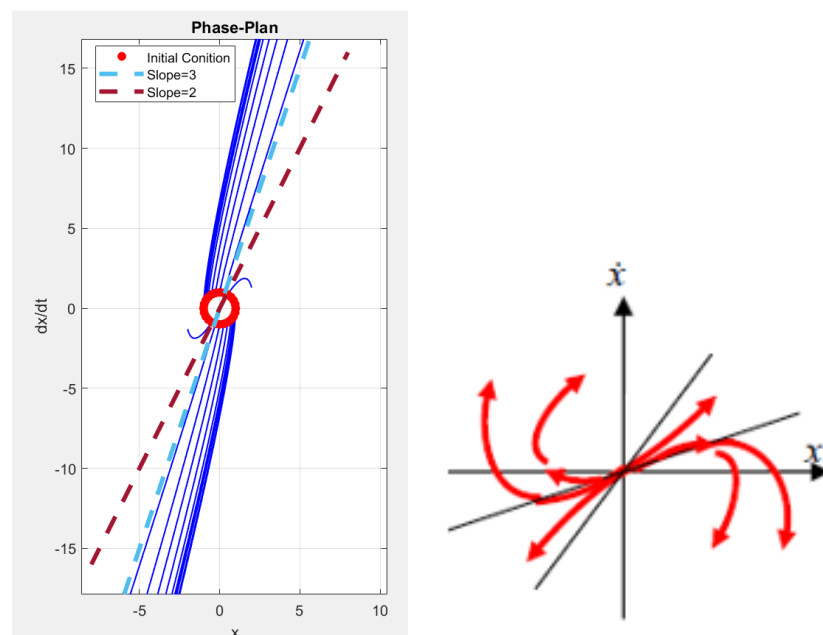 Phase-Plan
Initial Conition
Slope=3
Slope=2
15
10
5
0
-5
-10
-15
dx/dt
-5
0
5
10
x
ẋ
x